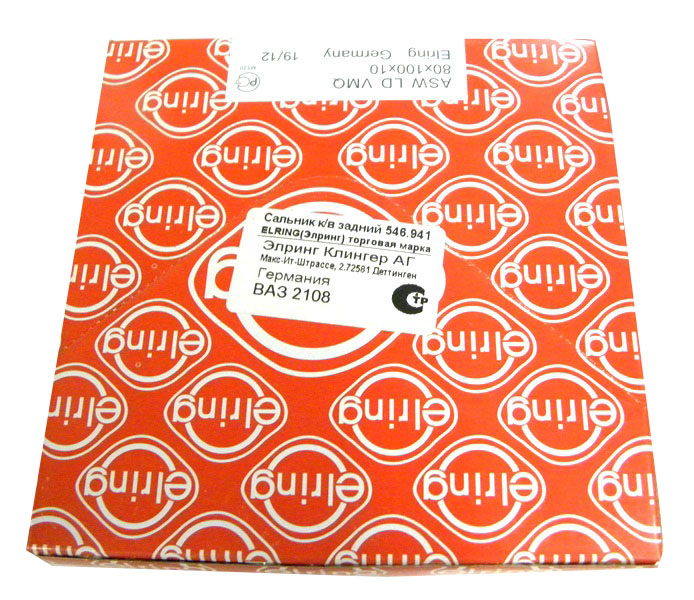 ASW LD VMQ
80x100x10
Elring Germany 19/12
elring
Сальник к/в задний 546.941
ELRING(Элринг) торговая марка
Элринг Клингер АГ
Макс-Ит-Штрассе, 2.72581 Деттинген
Германия
ВАЗ 2108